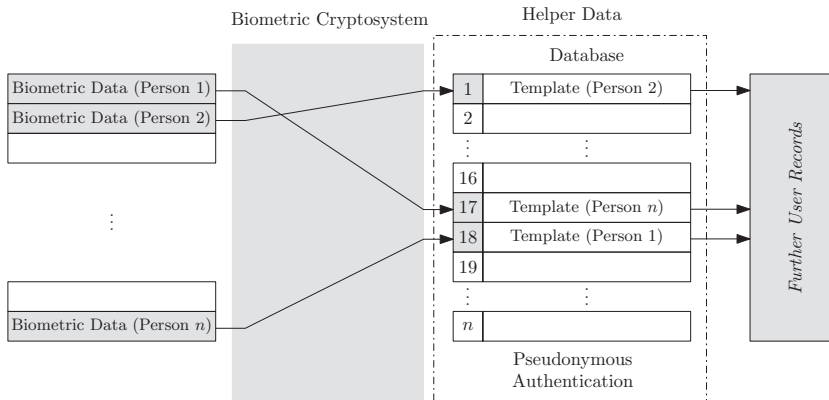 Biometric Cryptosystem
Helper Data
Database
Biometric Data (Person 1)
Biometric Data (Person 2)
⋮
Biometric Data (Person n)
1 Template (Person 2)
2
⋮ ⋮
16
17 Template (Person n)
18 Template (Person 1)
19
⋮ ⋮
n
Pseudonymous
Authentication
Further User Records